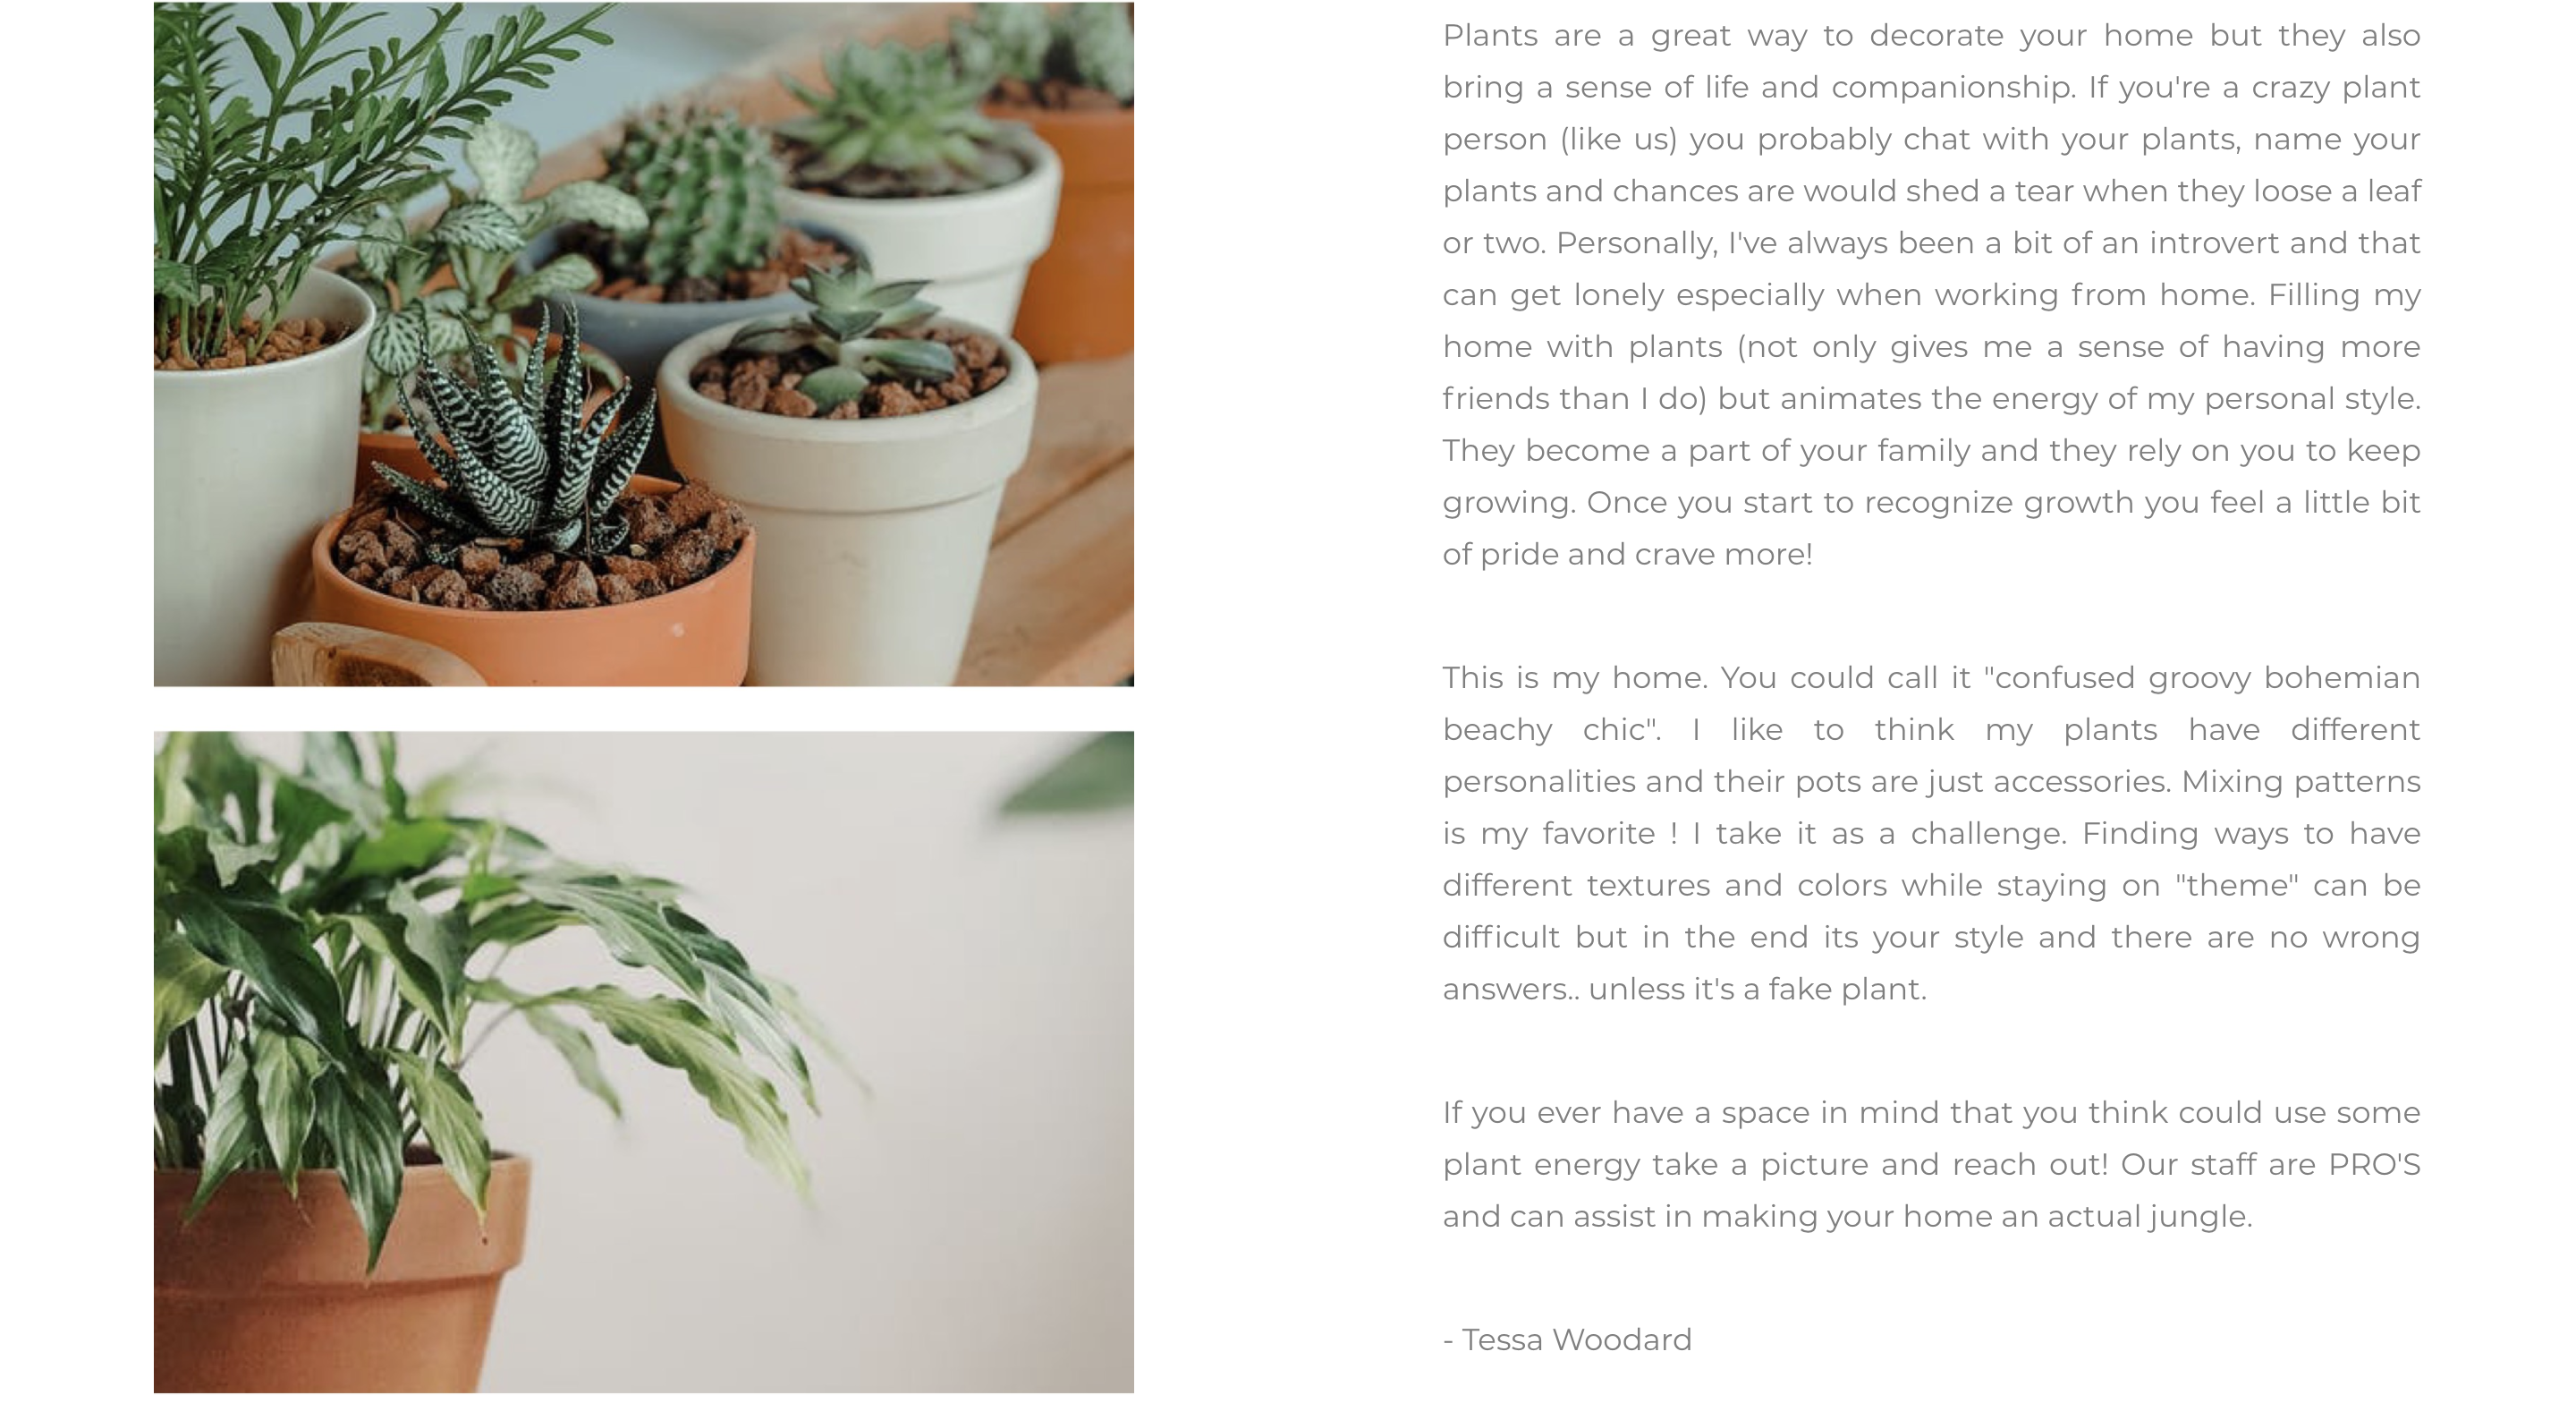 Plants are a great way to decorate your home but they also
bring a sense of life and companionship. If you're a crazy plant
person (like us) you probably chat with your plants, name your
plants and chances are would shed a tear when they loose a leaf
or two. Personally, I've always been a bit of an introvert and that
can get lonely especially when working from home. Filling my
home with plants (not only gives me a sense of having more
friends than I do) but animates the energy of my personal style.
They become a part of your family and they rely on you to keep
growing. Once you start to recognize growth you feel a little bit
of pride and crave more!
This is my home. You could call it "confused groovy bohemian
beachy chic". I like to think my plants have different
personalities and their pots are just accessories. Mixing patterns
is my favorite ! I take it as a challenge. Finding ways to have
different textures and colors while staying on "theme" can be
difficult but in the end its your style and there are no wrong
answers.. unless it's a fake plant.
If you ever have a space in mind that you think could use some
plant energy take a picture and reach out! Our staff are PRO'S
and can assist in making your home an actual jungle.
- Tessa Woodard